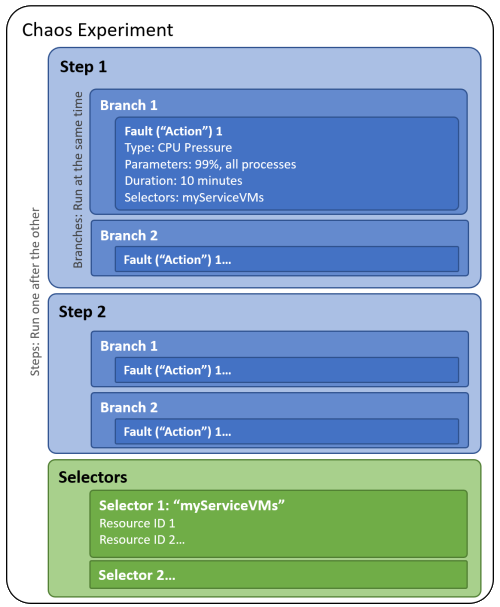 Chaos Experiment
Steps: Run one after the other
Step 1
Branches: Run at the same time
Branch 1
Fault (“Action”) 1
Type: CPU Pressure
Parameters: 99%, all processes
Duration: 10 minutes
Selectors: myServiceVMs
Branch 2
Fault (“Action”) 1…
Step 2
Branch 1
Fault (“Action”) 1…
Branch 2
Fault (“Action”) 1…
Selectors
Selector 1: “myServiceVMs”
Resource ID 1
Resource ID 2…
Selector 2…